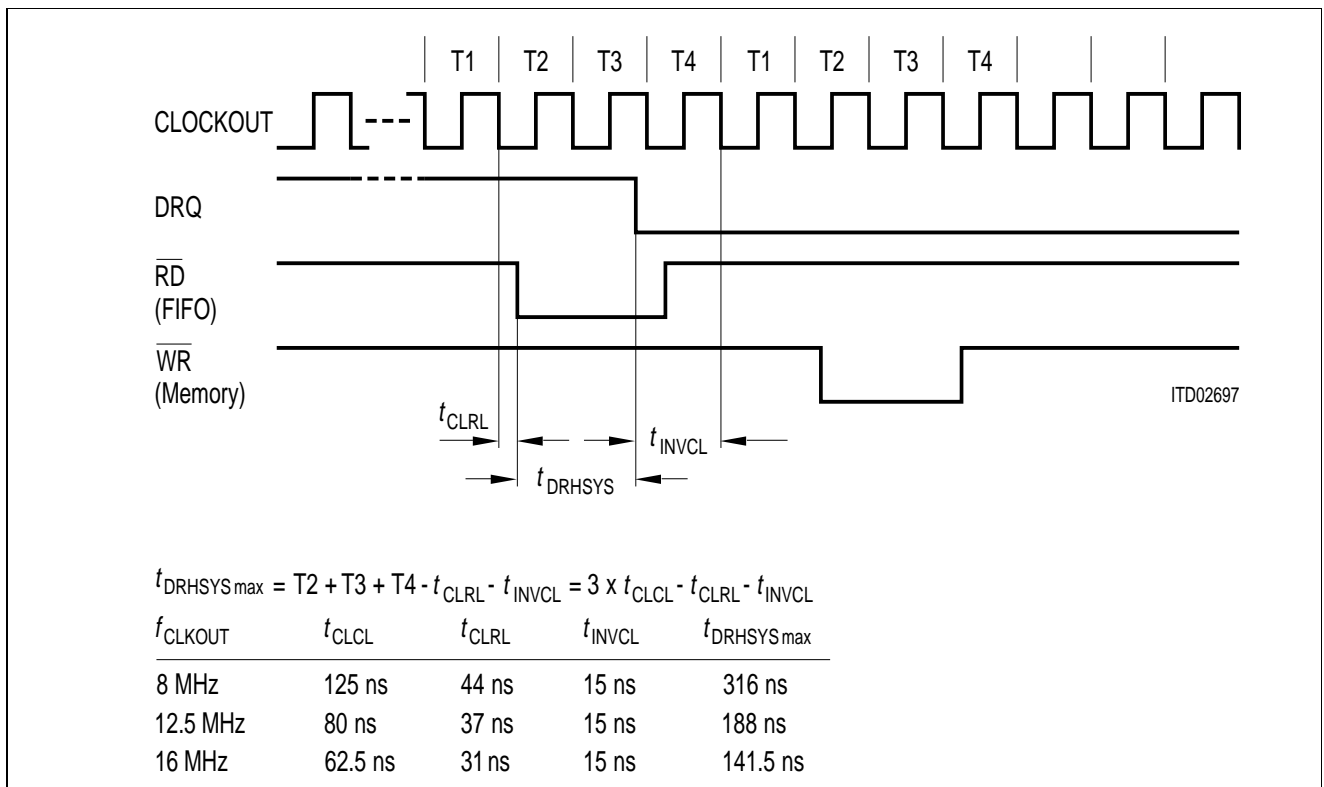 T1 T2 T3 T4 T1 T2 T3 T4
CLOCKOUT
DRQ
RD
(FIFO)
WR
(Memory)
ITD02697
tCLRL
tINVCL
tDRHSYS
tDRHSYS max = T2 + T3 + T4 - tCLRL - tINVCL = 3 x tCLCL - tCLRL - tINVCL
fCLKOUT tCLCL tCLRL tINVCL tDRHSYS max
8 MHz 125 ns 44 ns 15 ns 316 ns
12.5 MHz 80 ns 37 ns 15 ns 188 ns
16 MHz 62.5 ns 31 ns 15 ns 141.5 ns